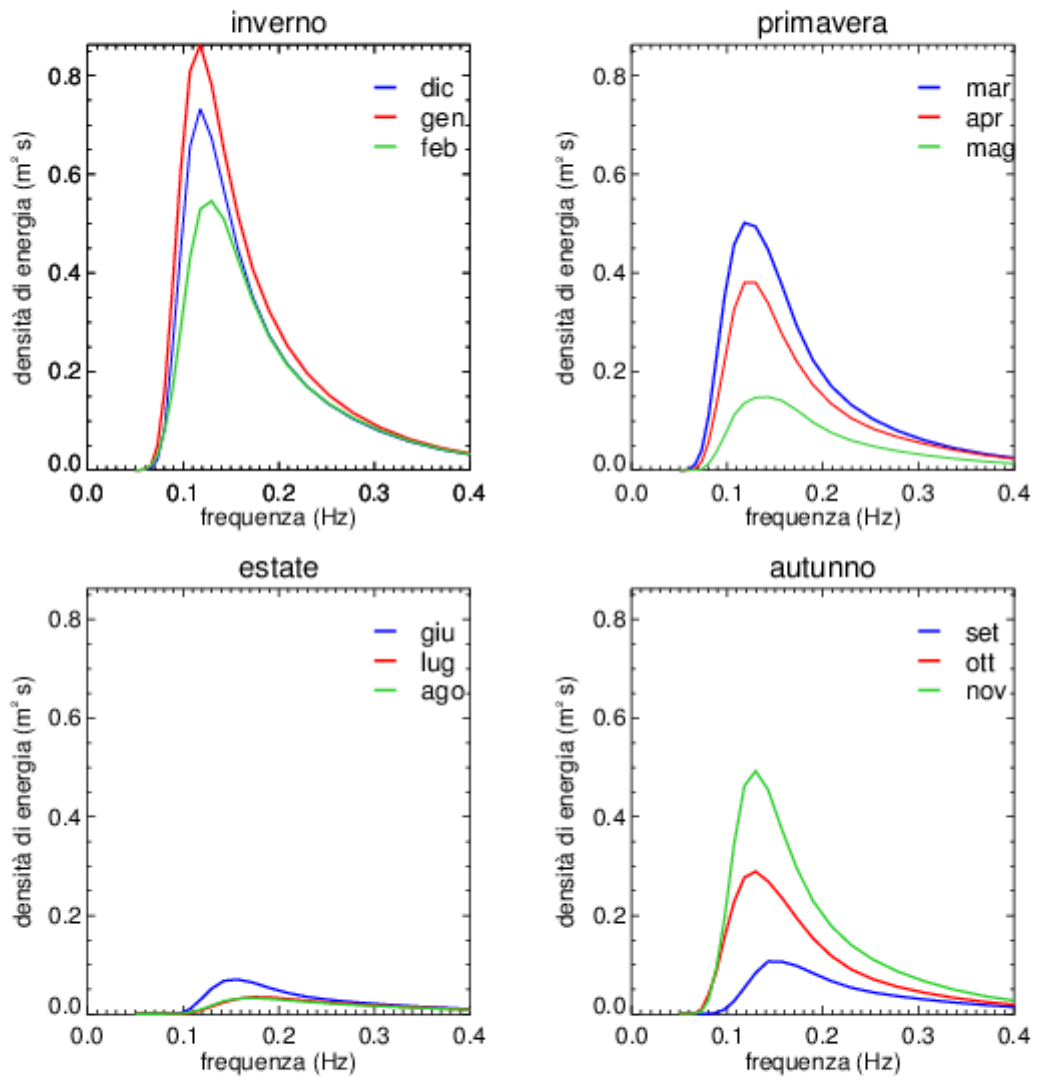 inverno
densità di energia (m² s)
0.8
0.6
0.4
0.2
0.0
dic
gen
feb
0.0 0.1 0.2 0.3 0.4
frequenza (Hz)
primavera
densità di energia (m² s)
0.8
0.6
0.4
0.2
0.0
mar
apr
mag
0.0 0.1 0.2 0.3 0.4
frequenza (Hz)
estate
densità di energia (m² s)
0.8
0.6
0.4
0.2
0.0
giu
lug
ago
0.0 0.1 0.2 0.3 0.4
frequenza (Hz)
autunno
densità di energia (m² s)
0.8
0.6
0.4
0.2
0.0
set
ott
nov
0.0 0.1 0.2 0.3 0.4
frequenza (Hz)